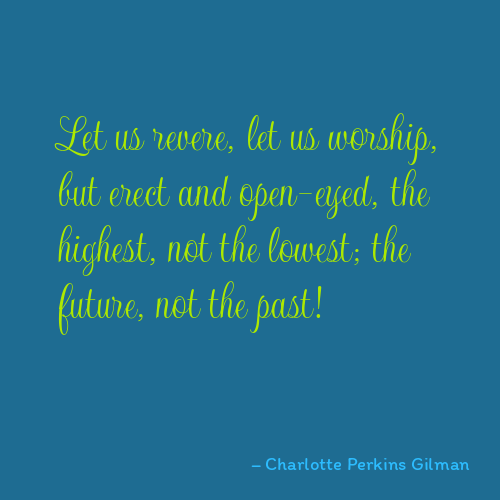 Let us revere, let us worship,
but erect and open-eyed, the
highest, not the lowest; the
future, not the past!
– Charlotte Perkins Gilman